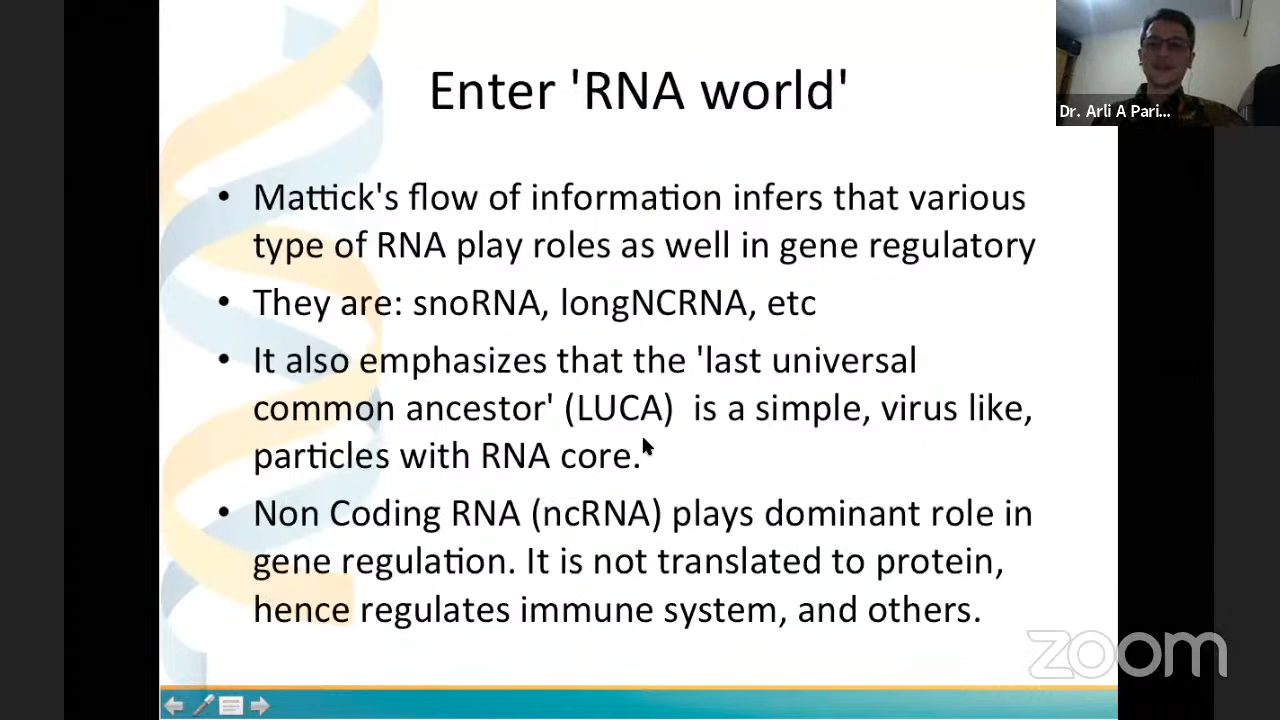 Enter 'RNA world'
Dr. Arli A Pari...
• Mattick's flow of information infers that various
type of RNA play roles as well in gene regulatory
• They are: snoRNA, longNCRNA, etc
• It also emphasizes that the 'last universal
common ancestor' (LUCA)  is a simple, virus like,
particles with RNA core.
• Non Coding RNA (ncRNA) plays dominant role in
gene regulation. It is not translated to protein,
hence regulates immune system, and others.
zoom